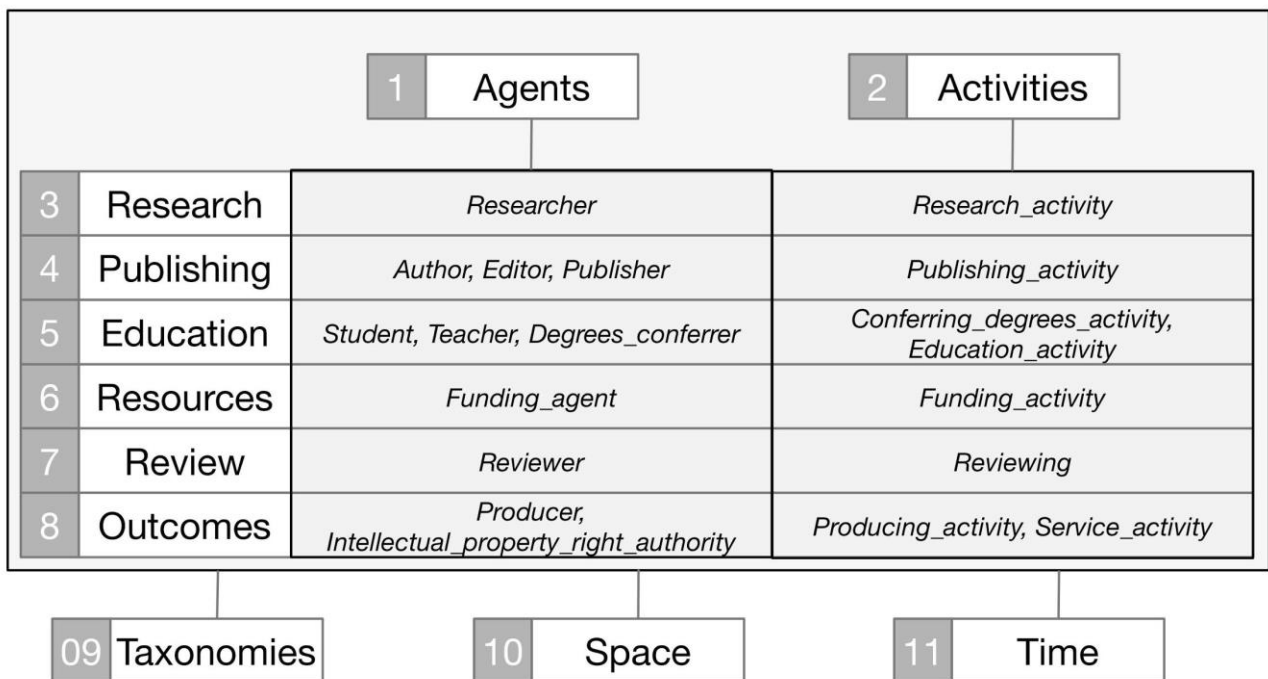 1 Agents
2 Activities
3 Research Researcher Research_activity
4 Publishing Author, Editor, Publisher Publishing_activity
5 Education Student, Teacher, Degrees_conferrer Conferring_degrees_activity,
Education_activity
6 Resources Funding_agent Funding_activity
7 Review Reviewer Reviewing
8 Outcomes Producer,
Intellectual_property_right_authority Producing_activity, Service_activity
09 Taxonomies
10 Space
11 Time